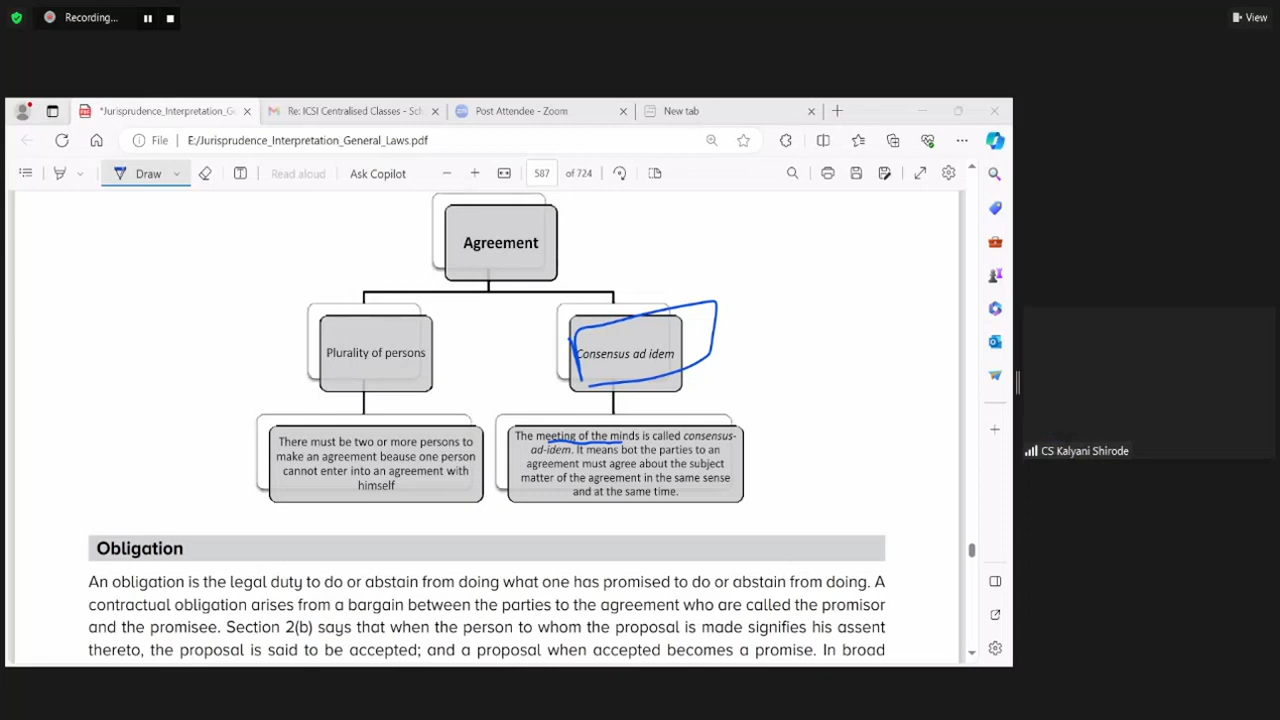 Recording...
View
*Jurisprudence_Interpretation_Ge
Re: ICSI Centralised Classes - Sch
Post Attendee - Zoom
New tab
File
E:/Jurisprudence_Interpretation_General_Laws.pdf
Draw
Read aloud
Ask Copilot
587 of 724
Agreement
Plurality of persons
Consensus ad idem
There must be two or more persons to
make an agreement beause one person
cannot enter into an agreement with
himself
The meeting of the minds is called consensus-
ad-idem. It means bot the parties to an
agreement must agree about the subject
matter of the agreement in the same sense
and at the same time.
CS Kalyani Shirode
Obligation
An obligation is the legal duty to do or abstain from doing what one has promised to do or abstain from doing. A
contractual obligation arises from a bargain between the parties to the agreement who are called the promisor
and the promisee. Section 2(b) says that when the person to whom the proposal is made signifies his assent
thereto, the proposal is said to be accepted; and a proposal when accepted becomes a promise. In broad